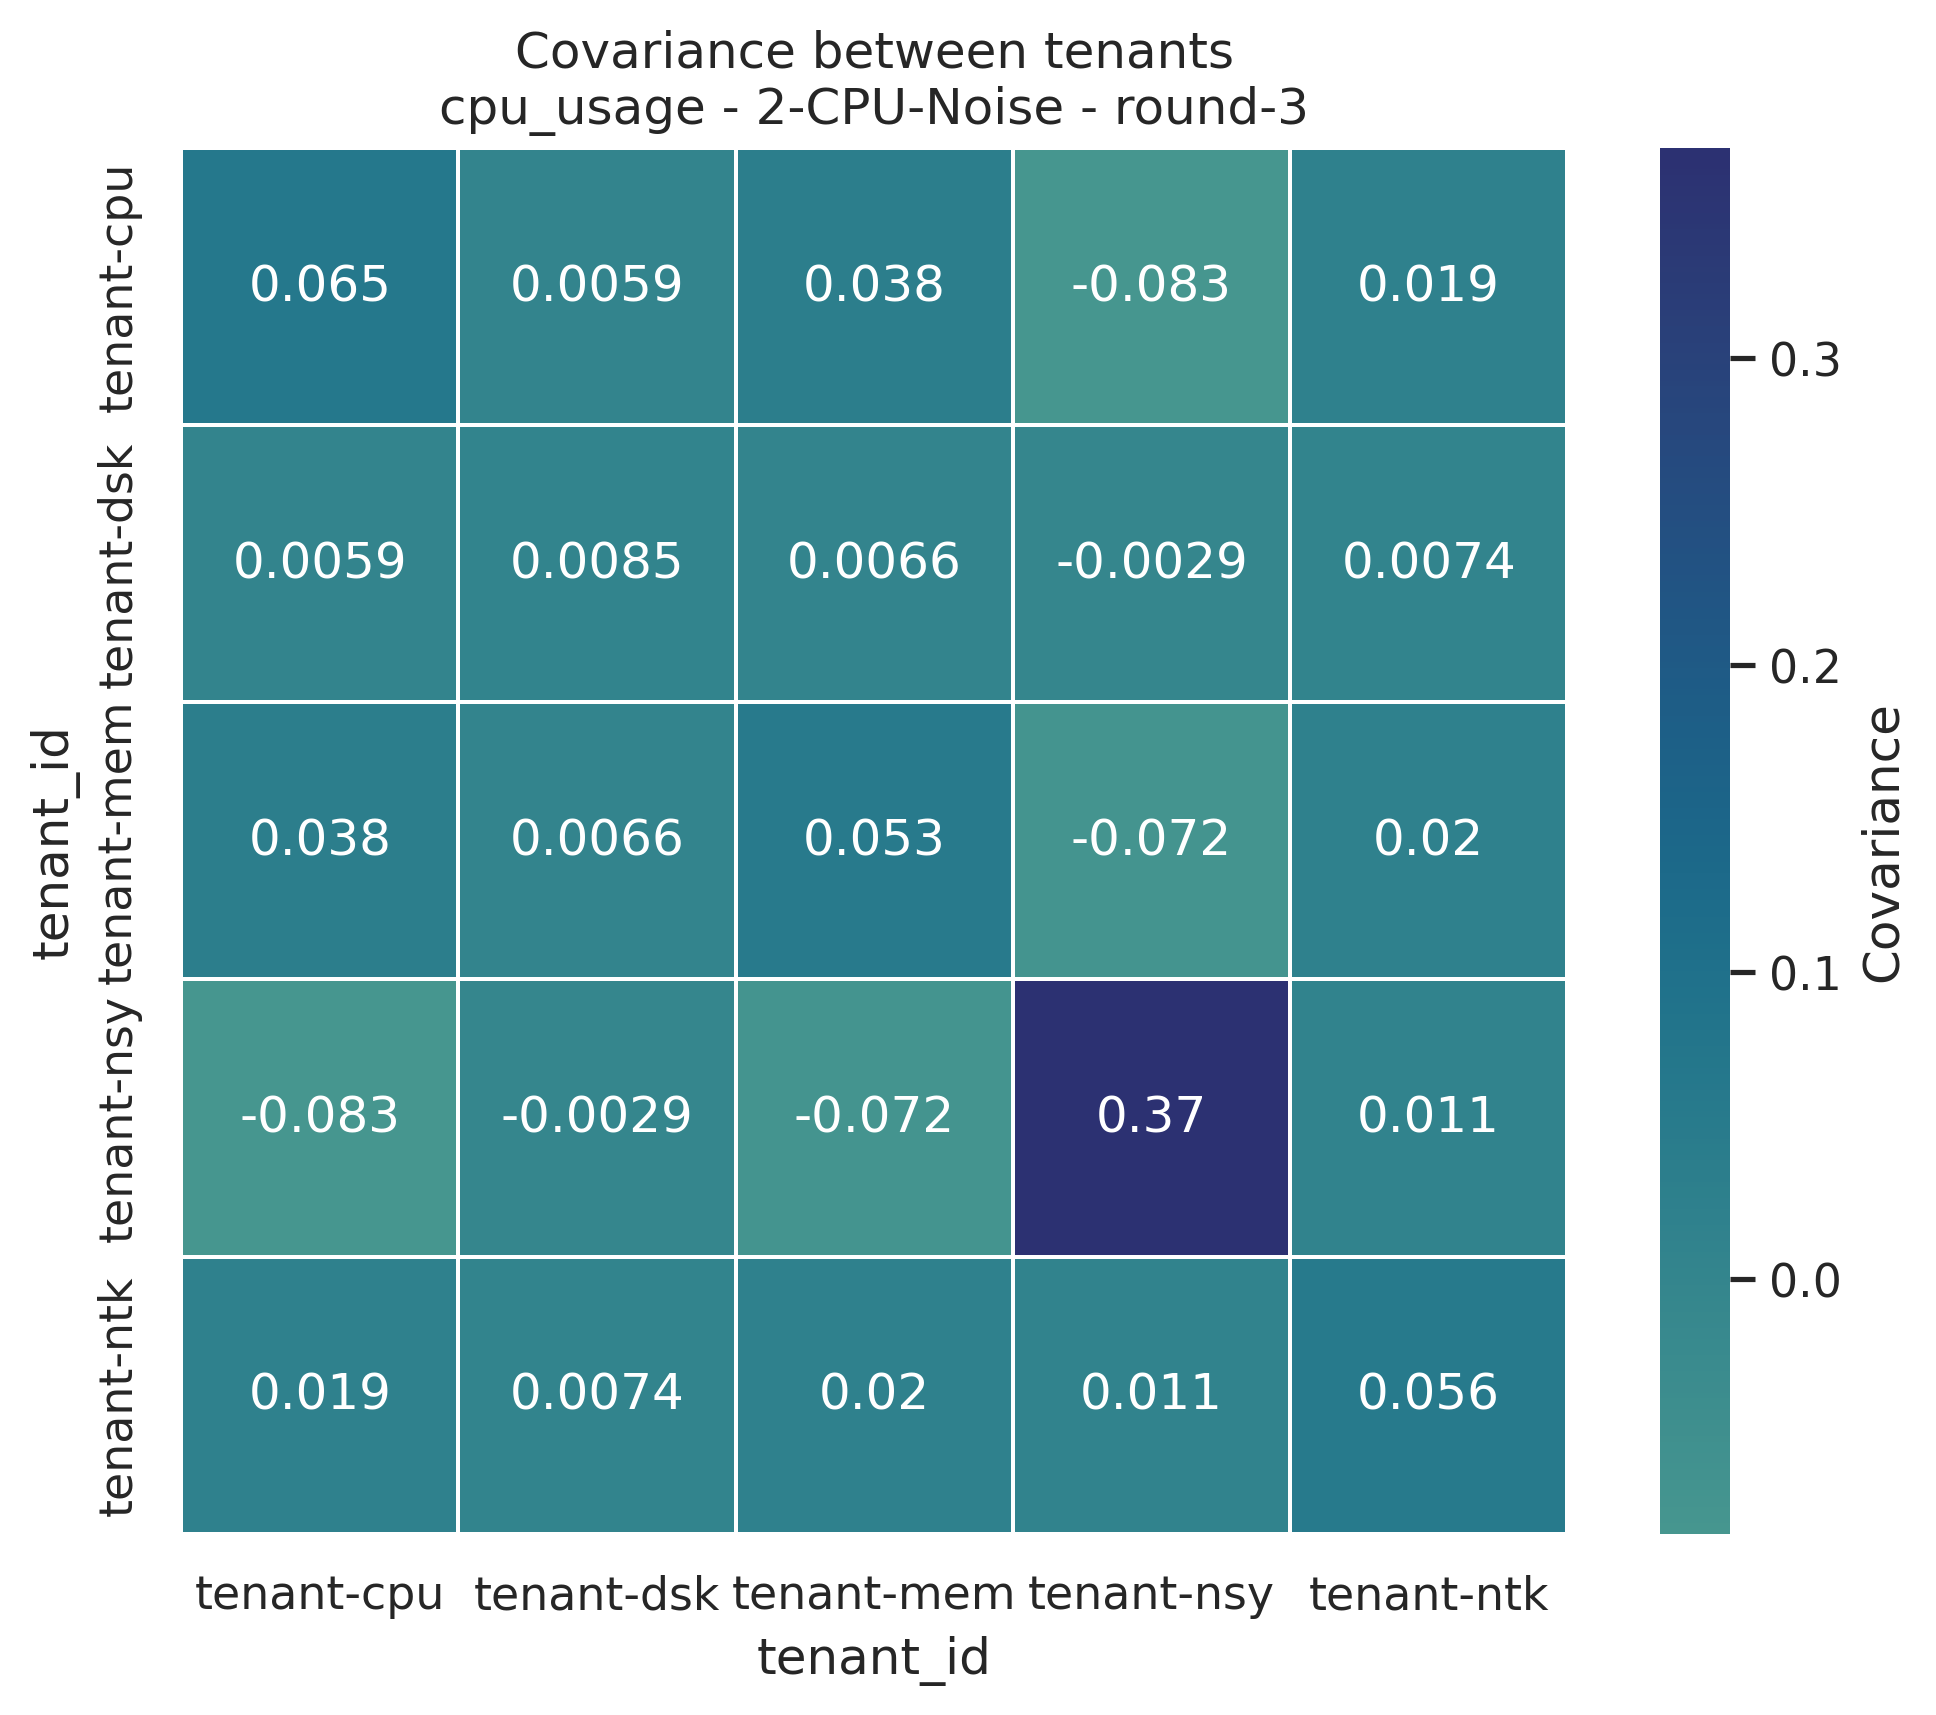 Covariance between tenants
cpu_usage - 2-CPU-Noise - round-3
tenant_id
tenant-cpu
0.065 0.0059 0.038 -0.083 0.019
tenant-dsk
0.0059 0.0085 0.0066 -0.0029 0.0074
tenant-mem
0.038 0.0066 0.053 -0.072 0.02
tenant-nsy
-0.083 -0.0029 -0.072 0.37 0.011
tenant-ntk
0.019 0.0074 0.02 0.011 0.056
tenant-cpu tenant-dsk tenant-mem tenant-nsy tenant-ntk
tenant_id
0.3
0.2
0.1
0.0
Covariance